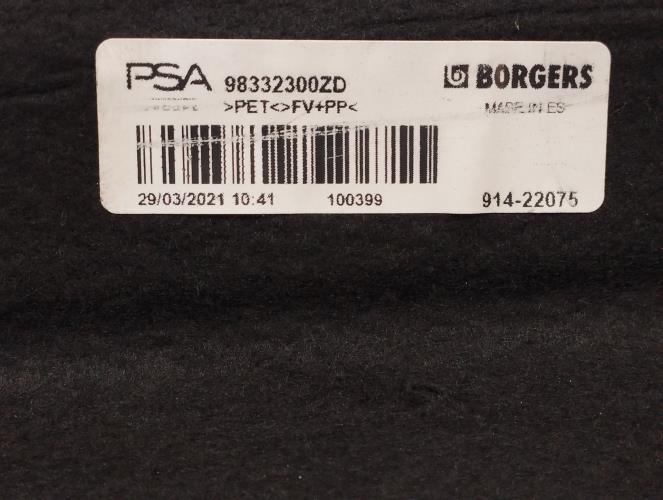 PSA 98332300ZD
>PET<>FV+PP<
BORGERS
MADE IN ES
29/03/2021 10:41 100399 914-22075